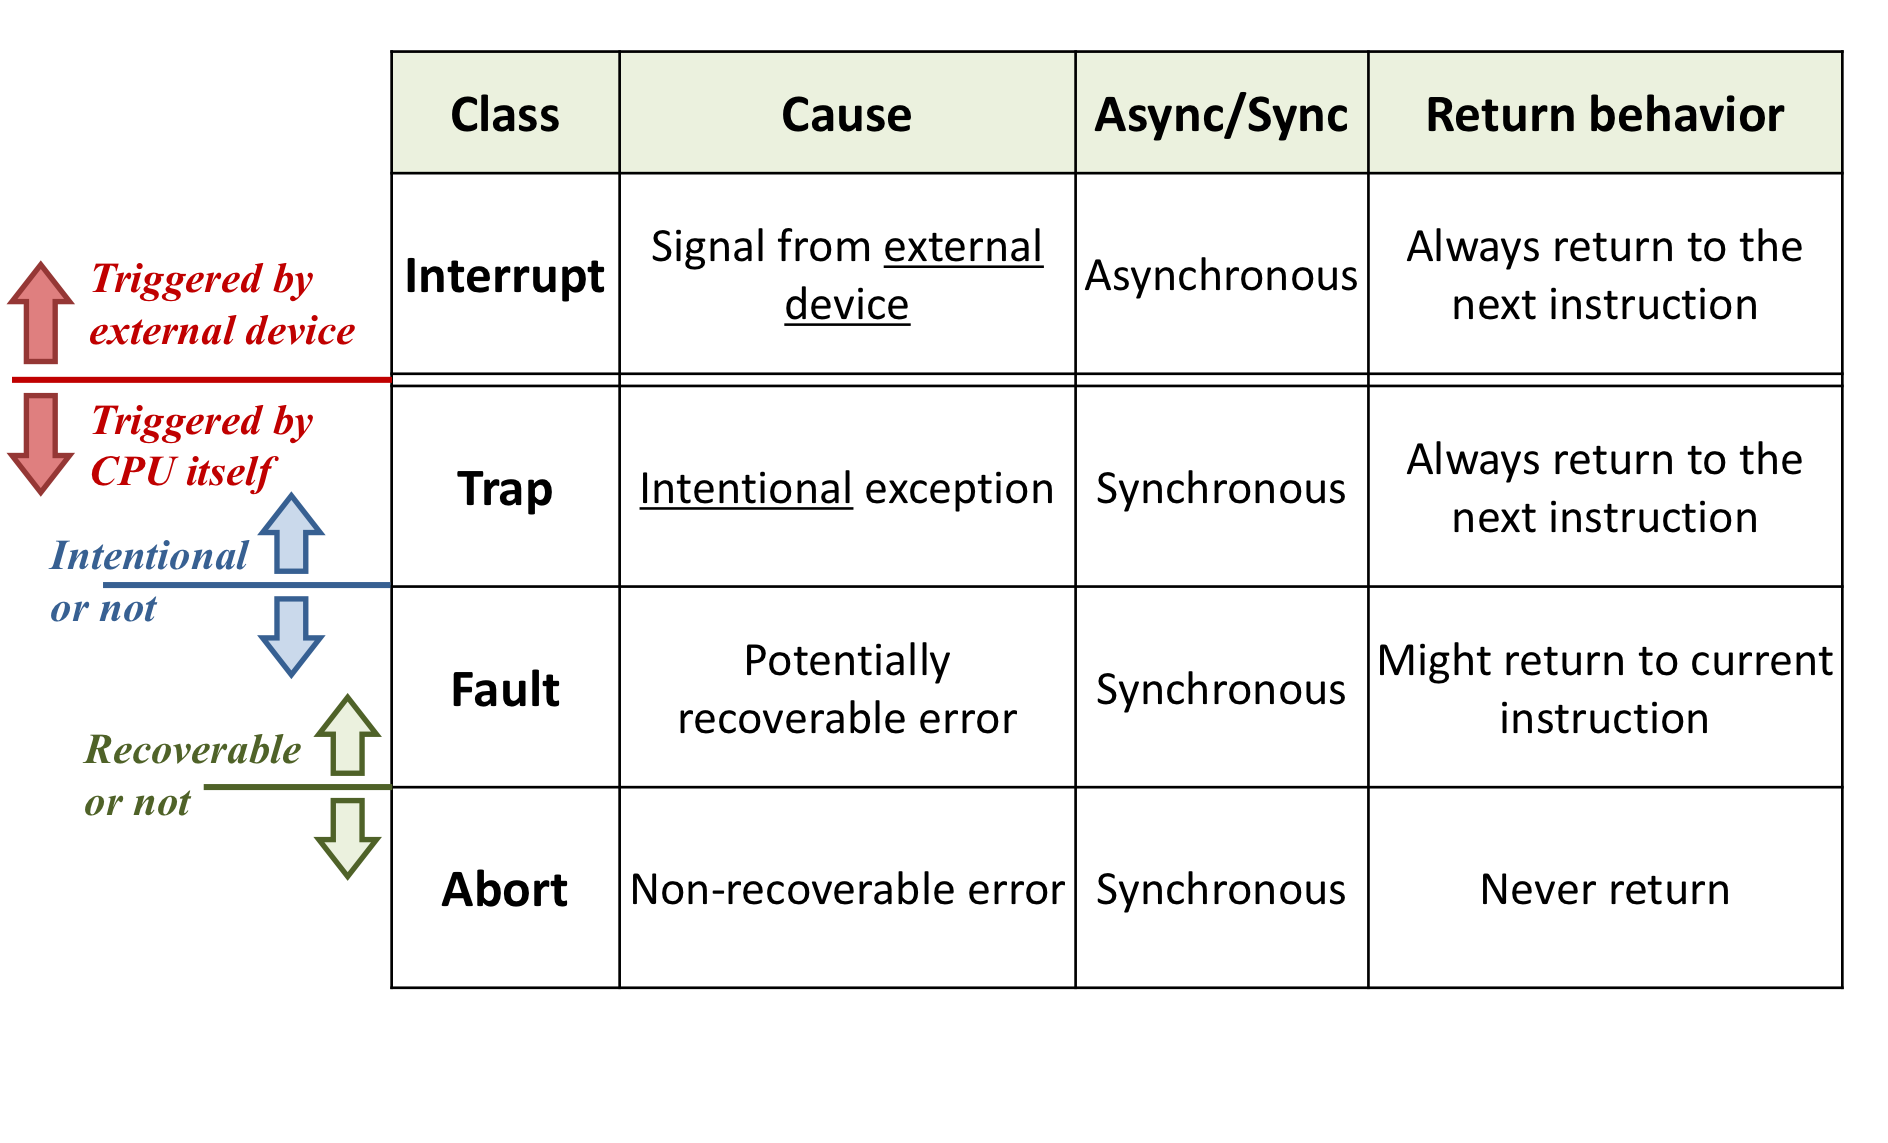 Class Cause Async/Sync Return behavior
Interrupt
Signal from external
device
Asynchronous
Always return to the
next instruction
Triggered by
external device
Triggered by
CPU itself
Trap
Intentional exception
Synchronous
Always return to the
next instruction
Intentional
or not
Fault
Potentially
recoverable error
Synchronous
Might return to current
instruction
Recoverable
or not
Abort
Non-recoverable error
Synchronous
Never return